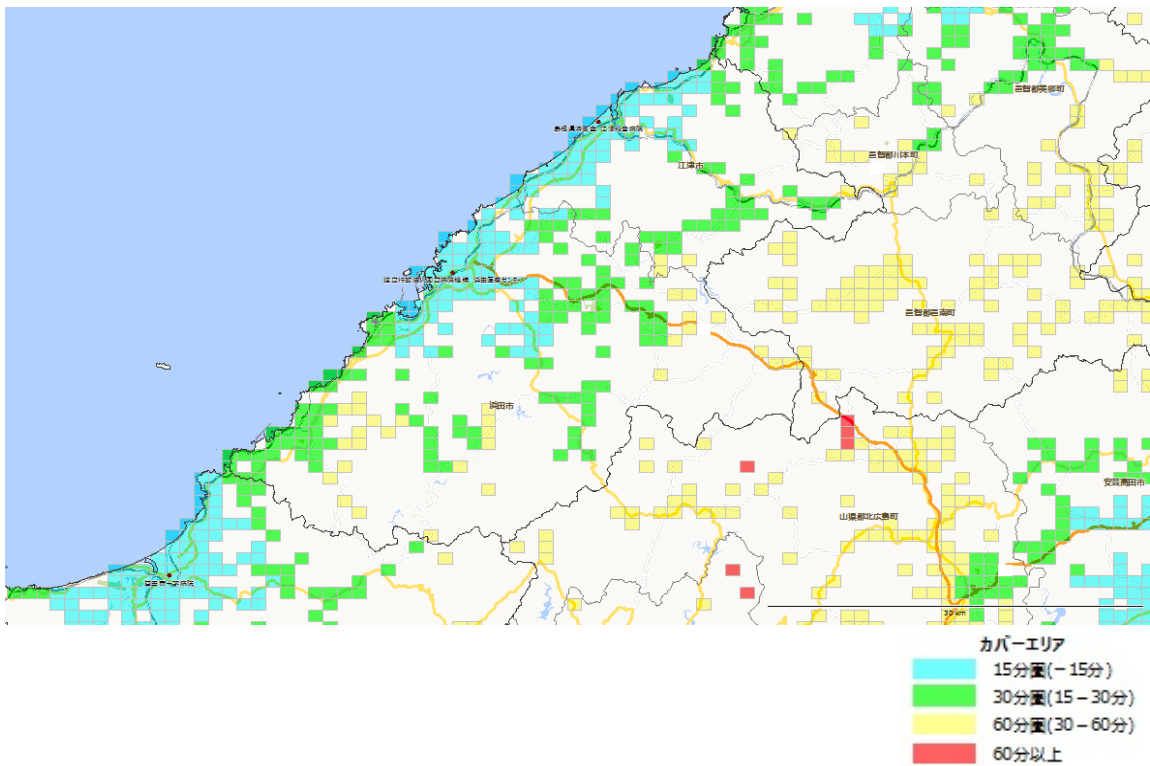 邑智郡美郷町
邑智郡川本町
江津市
邑智郡邑南町
浜田市
安芸高田市
山県郡北広島町
20 km
カバーエリア
15分圏(－15分)
30分圏(15－30分)
60分圏(30－60分)
60分以上